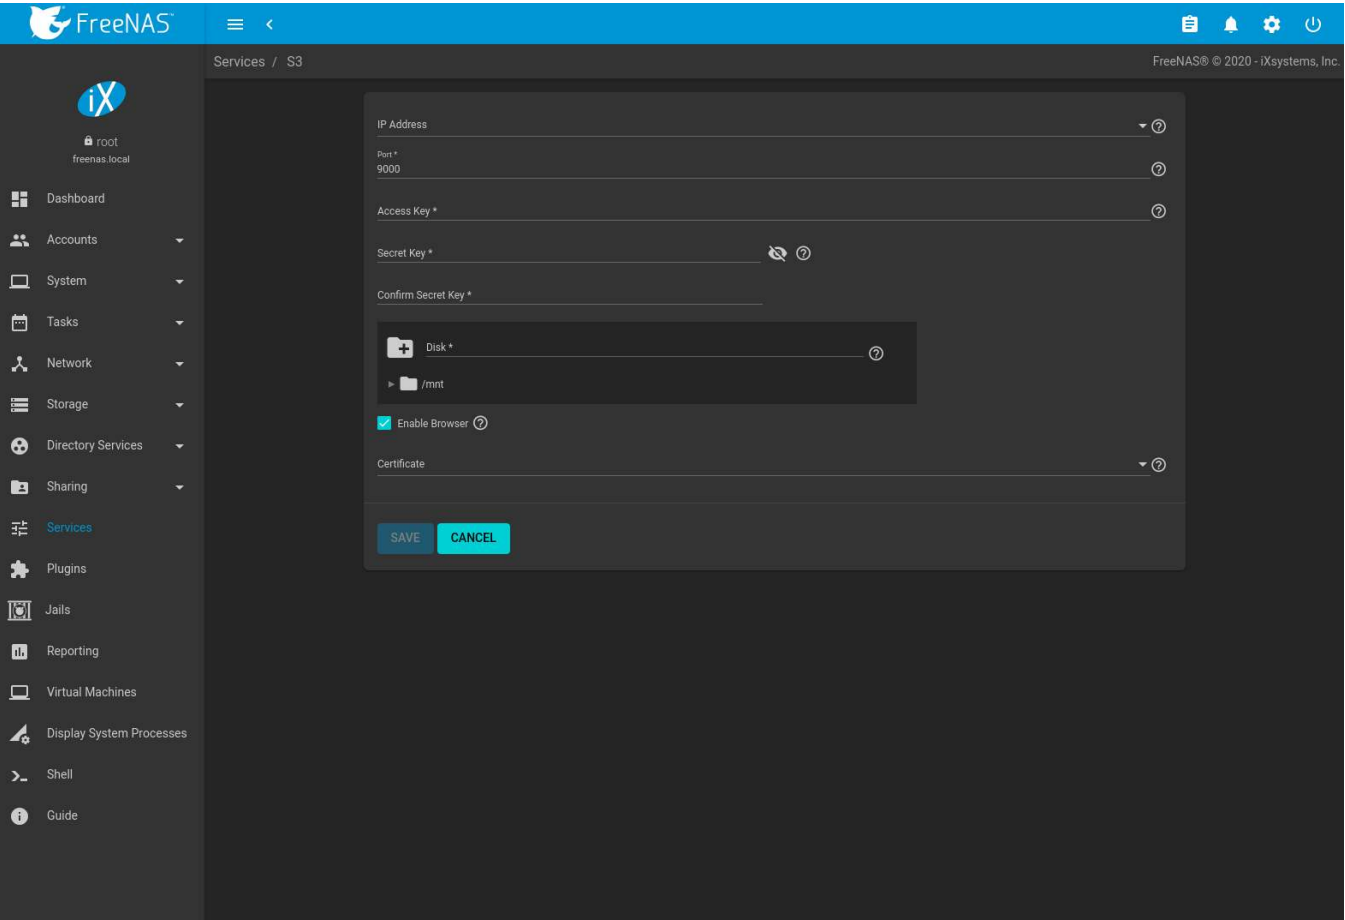 FreeNAS™
Services / S3
FreeNAS® © 2020 - iXsystems, Inc.
iX
root
freenas.local
Dashboard
Accounts
System
Tasks
Network
Storage
Directory Services
Sharing
Services
Plugins
Jails
Reporting
Virtual Machines
Display System Processes
Shell
Guide
IP Address
Port *
9000
Access Key *
Secret Key *
Confirm Secret Key *
Disk *
/mnt
Enable Browser
Certificate
SAVE CANCEL